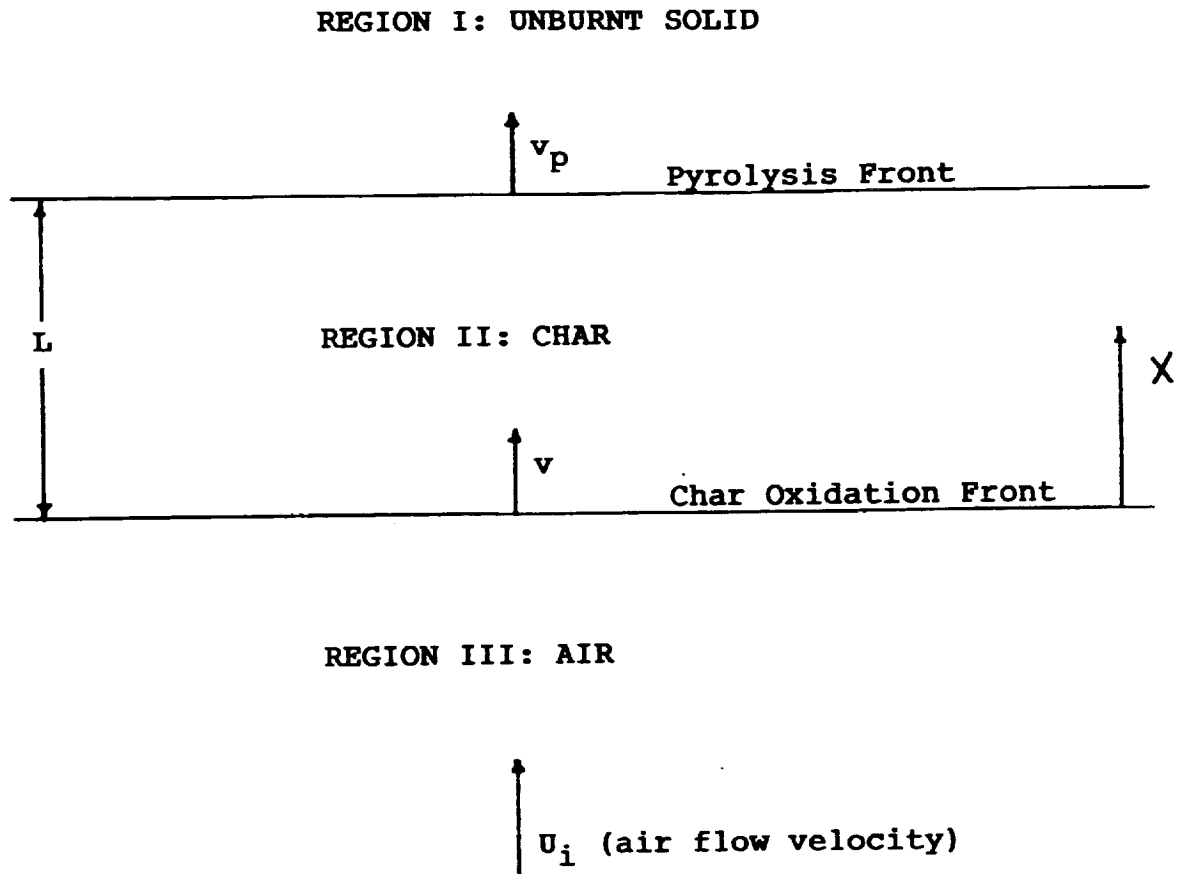 REGION I: UNBURNT SOLID
v_p
Pyrolysis Front
L
REGION II: CHAR
X
v
Char Oxidation Front
REGION III: AIR
U_i (air flow velocity)